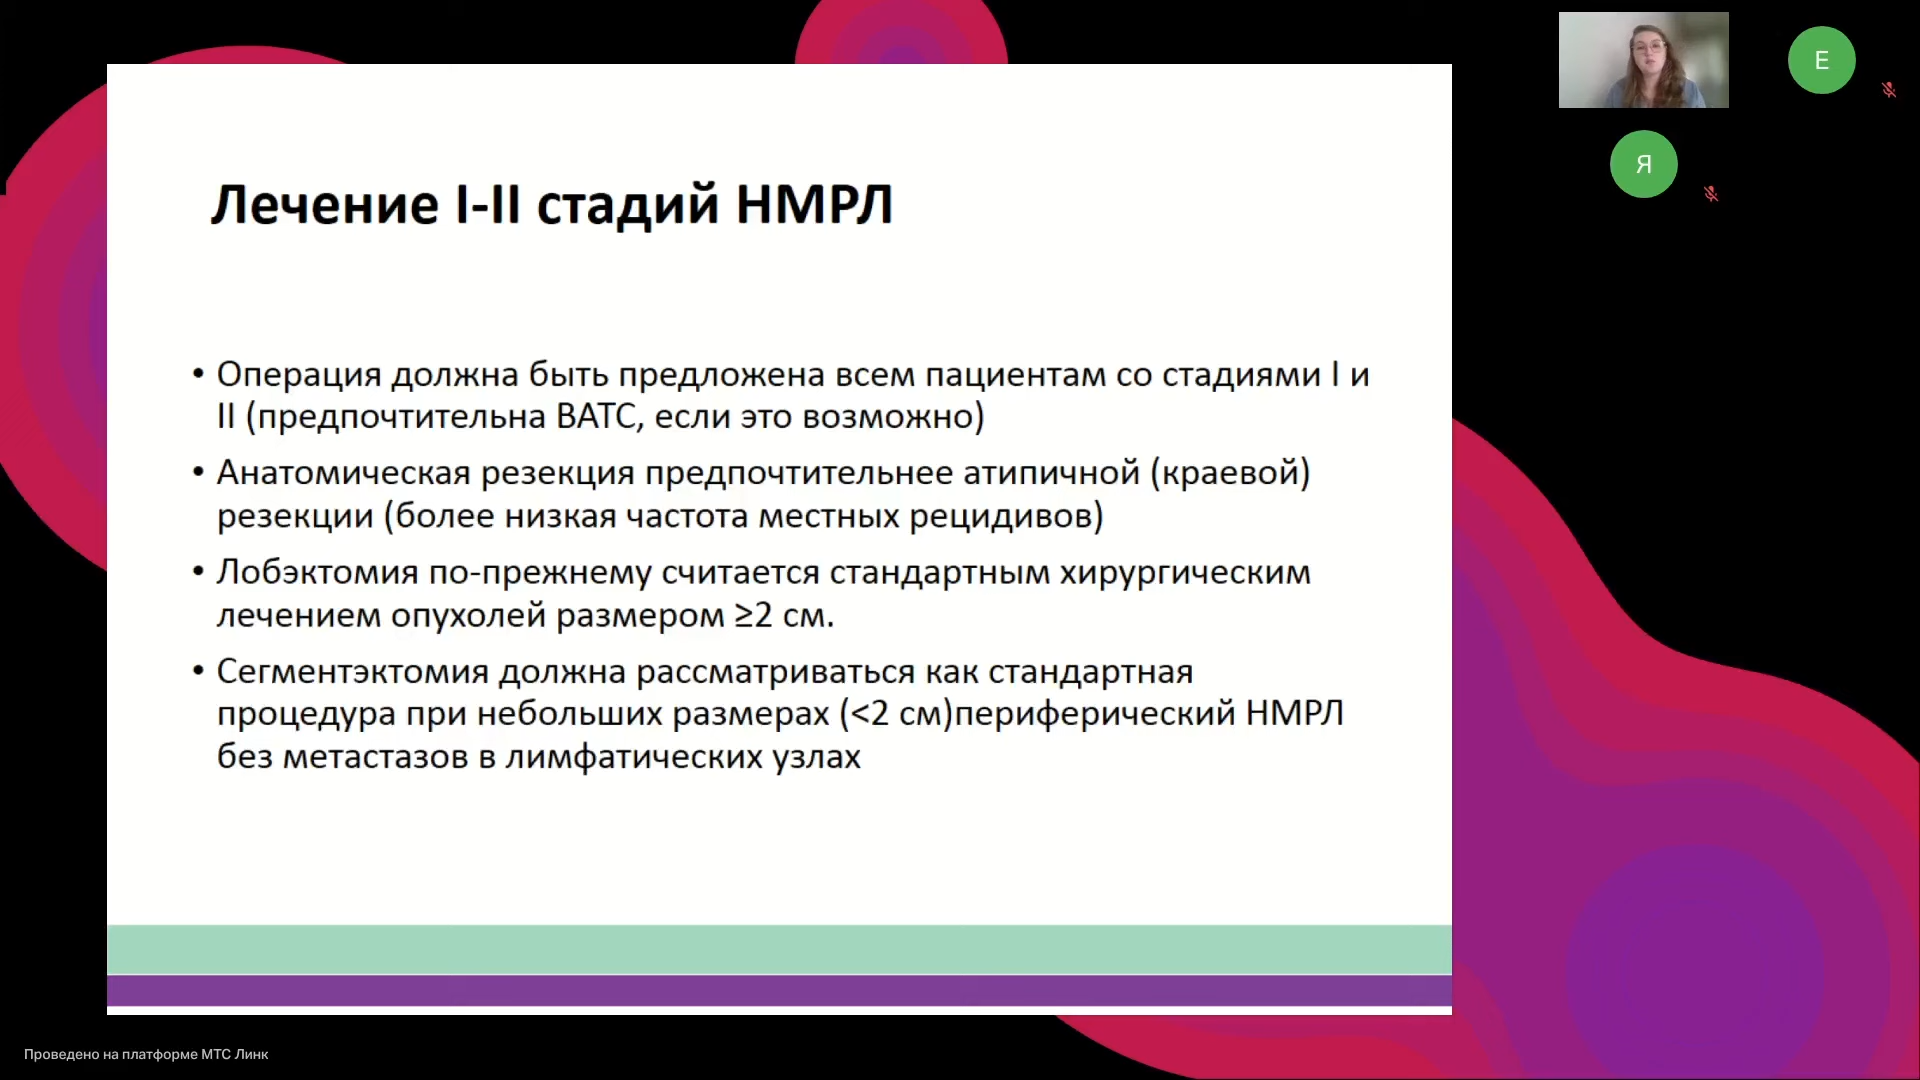 Лечение I-II стадий НМРЛ
• Операция должна быть предложена всем пациентам со стадиями I и
II (предпочтительна ВАТС, если это возможно)
• Анатомическая резекция предпочтительнее атипичной (краевой)
резекции (более низкая частота местных рецидивов)
• Лобэктомия по-прежнему считается стандартным хирургическим
лечением опухолей размером ≥2 см.
• Сегментэктомия должна рассматриваться как стандартная
процедура при небольших размерах (<2 см)периферический НМРЛ
без метастазов в лимфатических узлах
Е
Я
Проведено на платформе МТС Линк